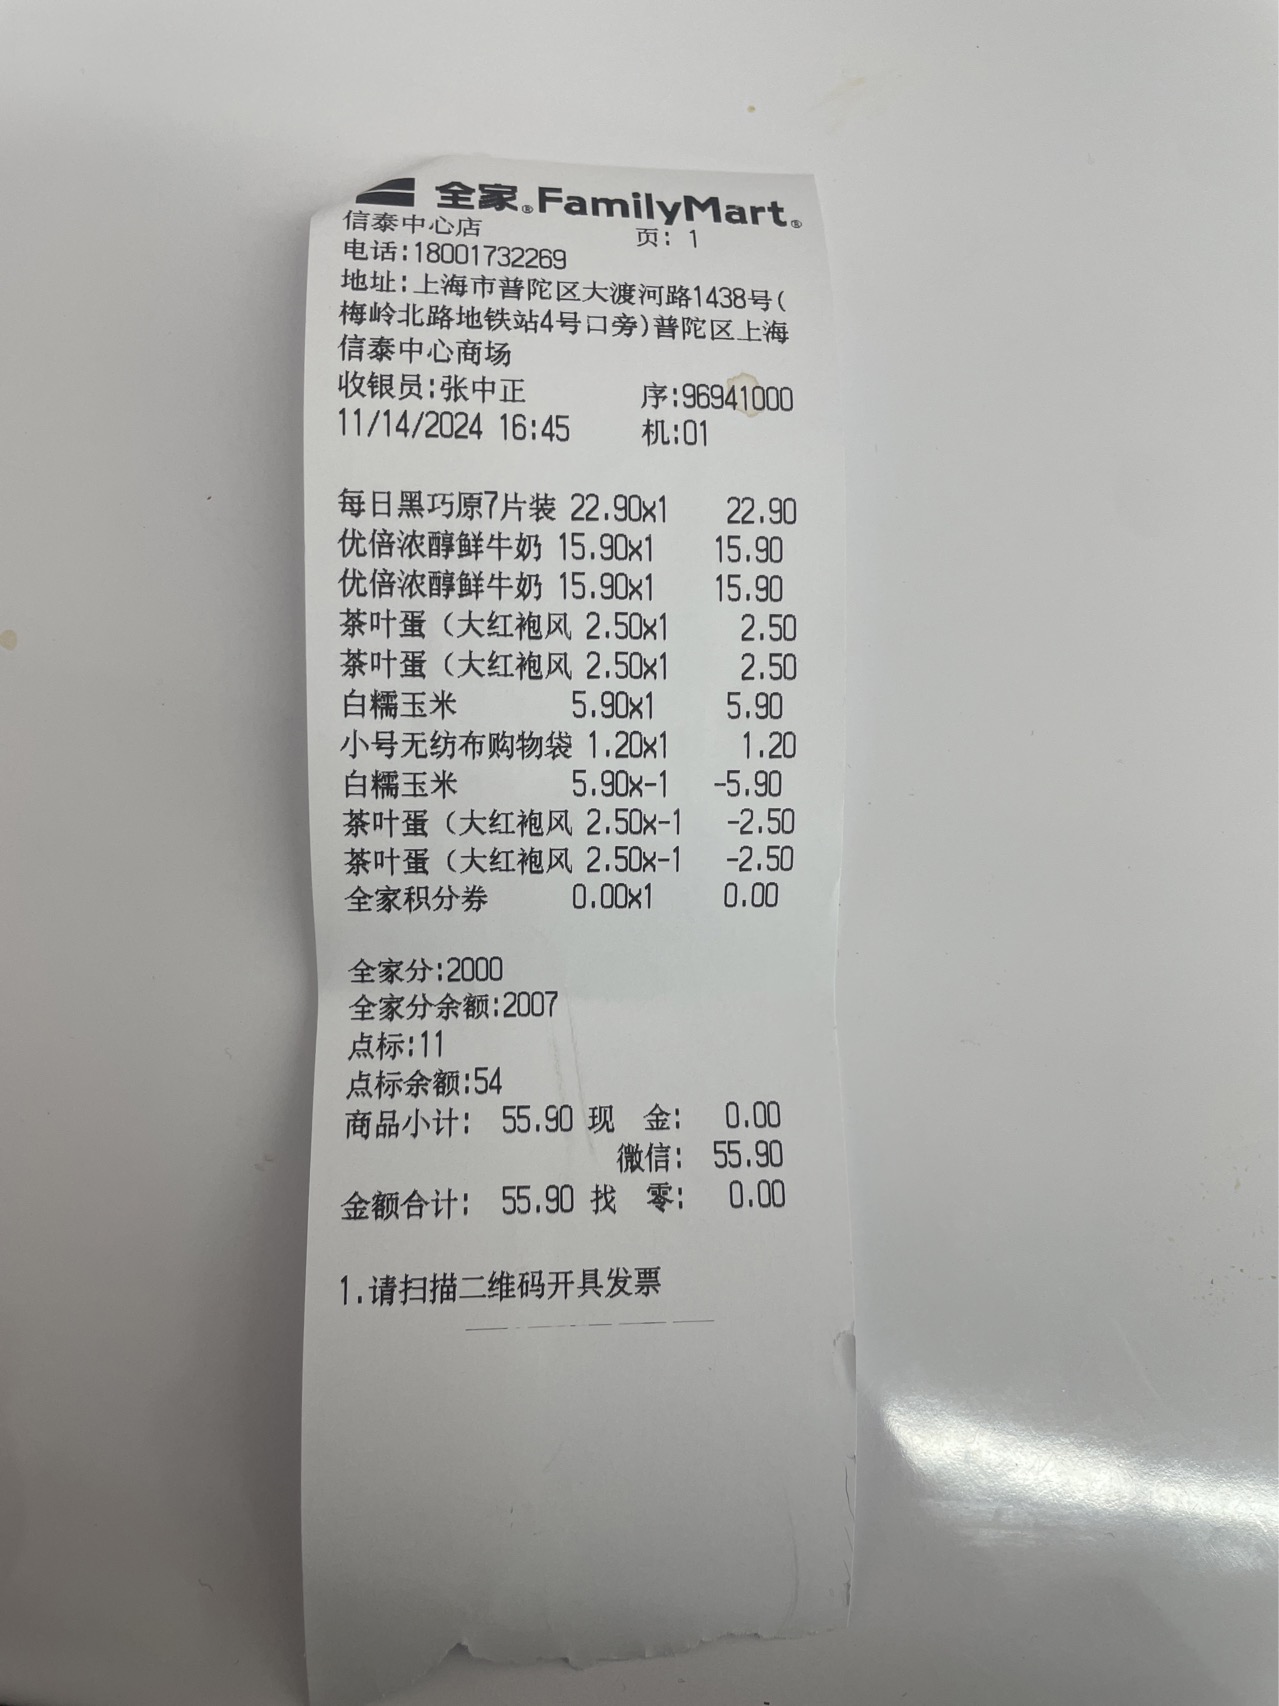 全家®FamilyMart®
信泰中心店 页: 1
电话:18001732269
地址:上海市普陀区大渡河路1438号(
梅岭北路地铁站4号口旁)普陀区上海
信泰中心商场
收银员:张中正 序:96941000
11/14/2024 16:45 机:01
每日黑巧原7片装 22.90x1 22.90
优倍浓醇鲜牛奶 15.90x1 15.90
优倍浓醇鲜牛奶 15.90x1 15.90
茶叶蛋（大红袍风 2.50x1 2.50
茶叶蛋（大红袍风 2.50x1 2.50
白糯玉米 5.90x1 5.90
小号无纺布购物袋 1.20x1 1.20
白糯玉米 5.90x-1 -5.90
茶叶蛋（大红袍风 2.50x-1 -2.50
茶叶蛋（大红袍风 2.50x-1 -2.50
全家积分券 0.00x1 0.00
全家分:2000
全家分余额:2007
点标:11
点标余额:54
商品小计: 55.90 现 金: 0.00
微信: 55.90
金额合计: 55.90 找 零: 0.00
1.请扫描二维码开具发票